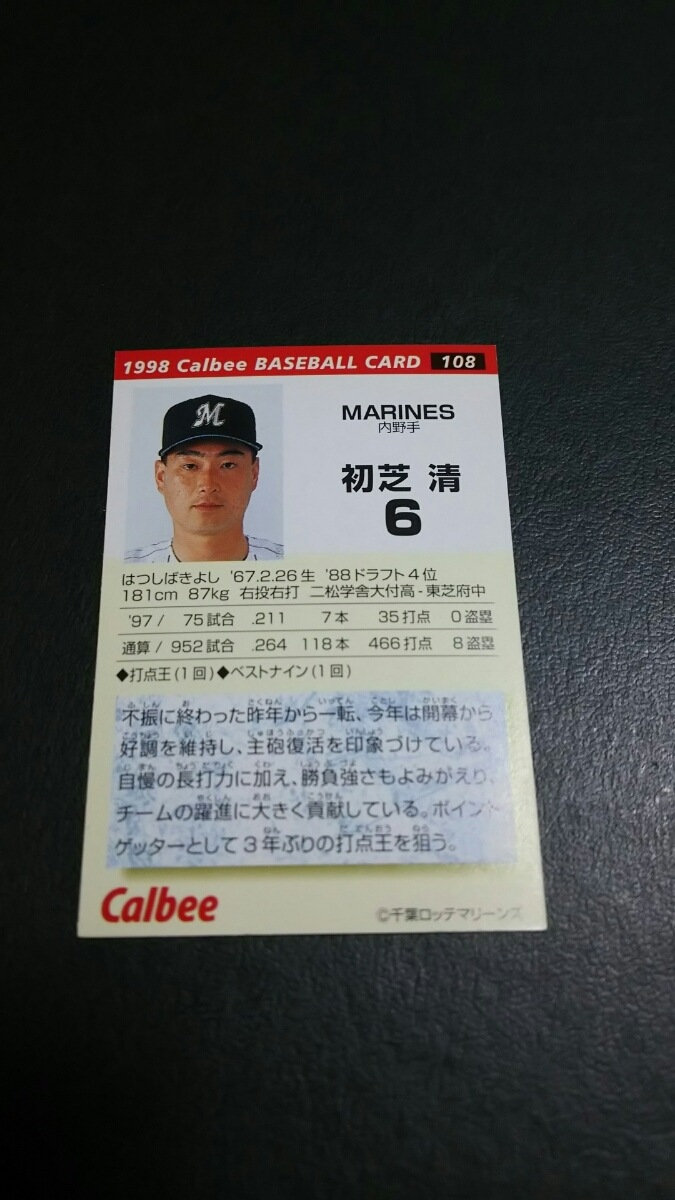 1998 Calbee BASEBALL CARD 108
M
MARINES
内野手
初芝 清
6
はつしばきよし '67.2.26生 '88ドラフト4位
181cm 87kg 右投右打 二松学舎大付高-東芝府中
'97/ 75試合 .211 7本 35打点 0盗塁
通算/952試合 .264 118本 466打点 8盗塁
◆打点王(1回)◆ベストナイン(1回)
不振に終わった昨年から一転、今年は開幕から
好調を維持し、主砲復活を印象づけている。
自慢の長打力に加え、勝負強さもよみがえり、
チームの躍進に大きく貢献している。ポイント
ゲッターとして3年ぶりの打点王を狙う。
Calbee
©千葉ロッテマリーンズ